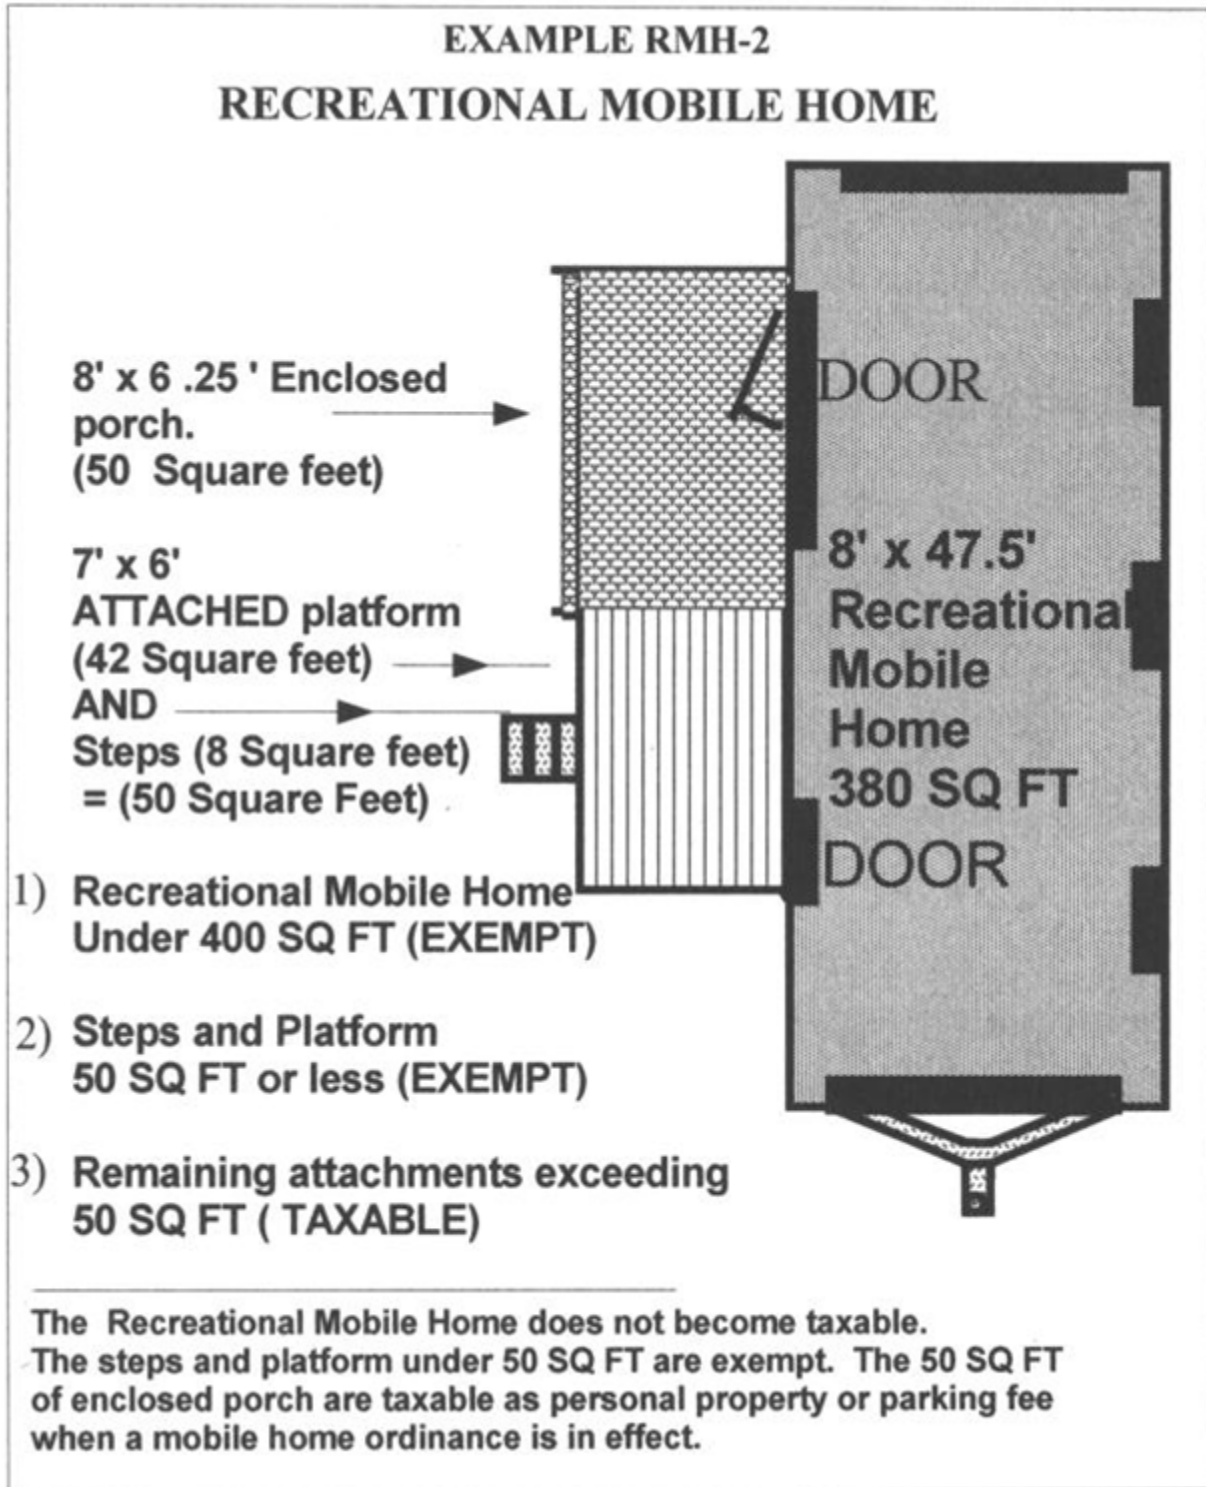 EXAMPLE RMH-2
RECREATIONAL MOBILE HOME
8' x 6 .25 ' Enclosed
porch.
(50 Square feet)
7' x 6'
ATTACHED platform
(42 Square feet)
AND
Steps (8 Square feet)
= (50 Square Feet)
DOOR
8' x 47.5'
Recreational
Mobile
Home
380 SQ FT
DOOR
1) Recreational Mobile Home
Under 400 SQ FT (EXEMPT)
2) Steps and Platform
50 SQ FT or less (EXEMPT)
3) Remaining attachments exceeding
50 SQ FT ( TAXABLE)
The Recreational Mobile Home does not become taxable.
The steps and platform under 50 SQ FT are exempt. The 50 SQ FT
of enclosed porch are taxable as personal property or parking fee
when a mobile home ordinance is in effect.